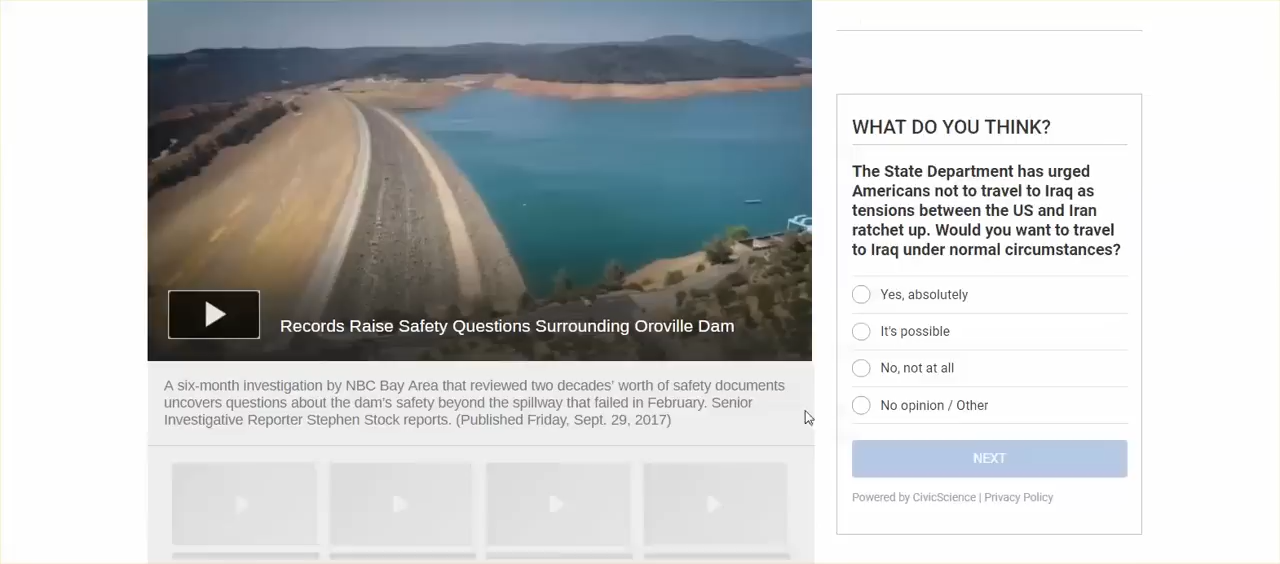 Records Raise Safety Questions Surrounding Oroville Dam
A six-month investigation by NBC Bay Area that reviewed two decades' worth of safety documents
uncovers questions about the dam's safety beyond the spillway that failed in February. Senior
Investigative Reporter Stephen Stock reports. (Published Friday, Sept. 29, 2017)
WHAT DO YOU THINK?
The State Department has urged
Americans not to travel to Iraq as
tensions between the US and Iran
ratchet up. Would you want to travel
to Iraq under normal circumstances?
Yes, absolutely
It's possible
No, not at all
No opinion / Other
NEXT
Powered by CivicScience | Privacy Policy